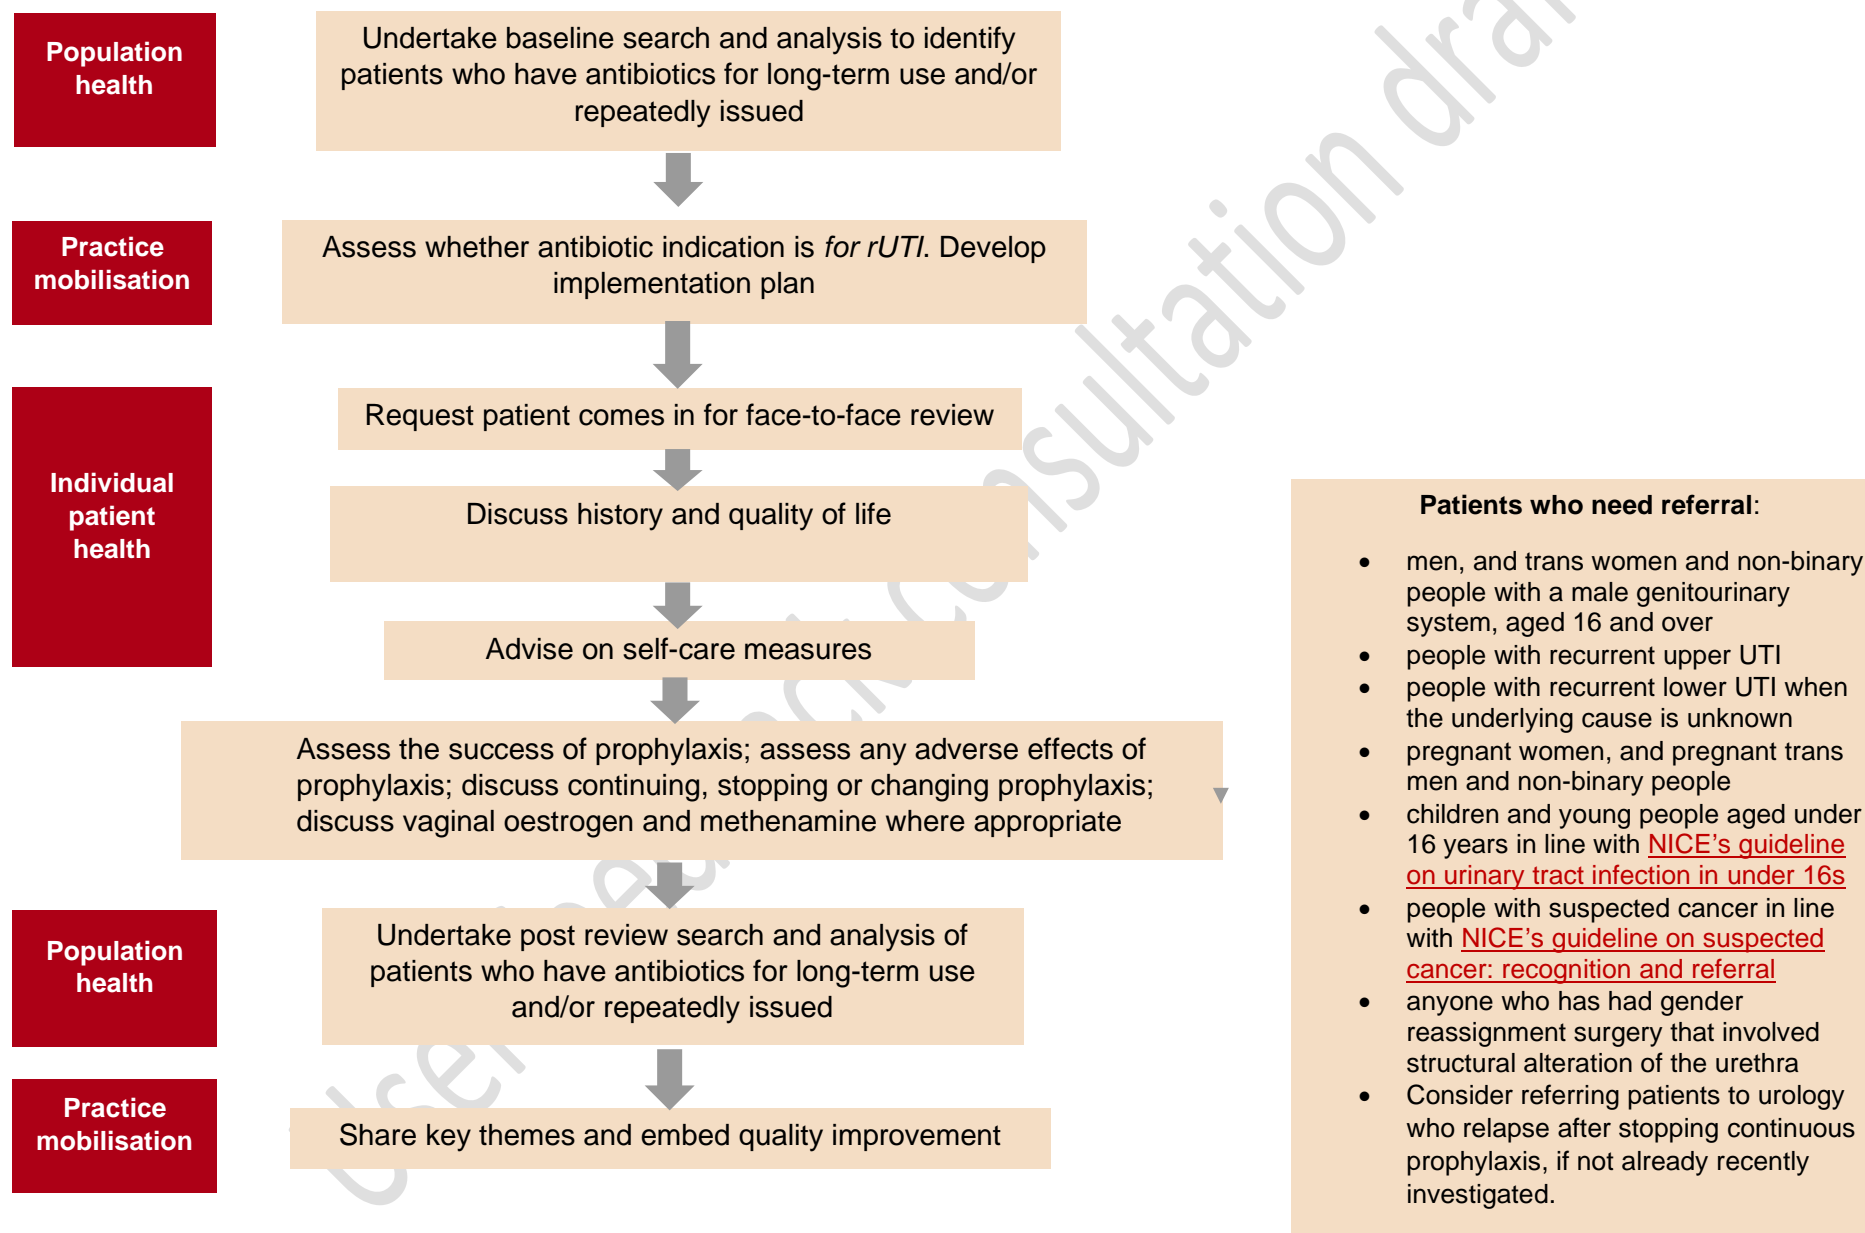 Population
health
Undertake baseline search and analysis to identify
patients who have antibiotics for long-term use and/or
repeatedly issued
Practice
mobilisation
Assess whether antibiotic indication is for rUTI. Develop
implementation plan
Individual
patient
health
Request patient comes in for face-to-face review
Discuss history and quality of life
Advise on self-care measures
Assess the success of prophylaxis; assess any adverse effects of
prophylaxis; discuss continuing, stopping or changing prophylaxis;
discuss vaginal oestrogen and methenamine where appropriate
Population
health
Undertake post review search and analysis of
patients who have antibiotics for long-term use
and/or repeatedly issued
Practice
mobilisation
Share key themes and embed quality improvement
Patients who need referral:
• men, and trans women and non-binary
people with a male genitourinary
system, aged 16 and over
• people with recurrent upper UTI
• people with recurrent lower UTI when
the underlying cause is unknown
• pregnant women, and pregnant trans
men and non-binary people
• children and young people aged under
16 years in line with NICE’s guideline
on urinary tract infection in under 16s
• people with suspected cancer in line
with NICE’s guideline on suspected
cancer: recognition and referral
• anyone who has had gender
reassignment surgery that involved
structural alteration of the urethra
• Consider referring patients to urology
who relapse after stopping continuous
prophylaxis, if not already recently
investigated.
consultation